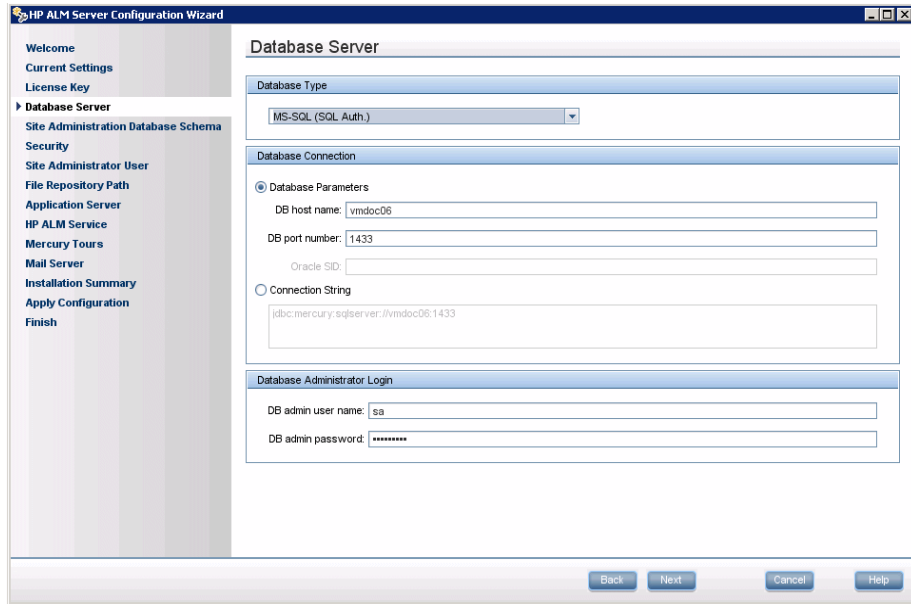 HP ALM Server Configuration Wizard
Welcome
Current Settings
License Key
Database Server
Site Administration Database Schema
Security
Site Administrator User
File Repository Path
Application Server
HP ALM Service
Mercury Tours
Mail Server
Installation Summary
Apply Configuration
Finish
Database Server
Database Type
MS-SQL (SQL Auth.)
Database Connection
Database Parameters
DB host name: vmdoc06
DB port number: 1433
Oracle SID:
Connection String
jdbc:mercury:sqlserver://vmdoc06:1433
Database Administrator Login
DB admin user name: sa
DB admin password: •••••••••
Back Next Cancel Help